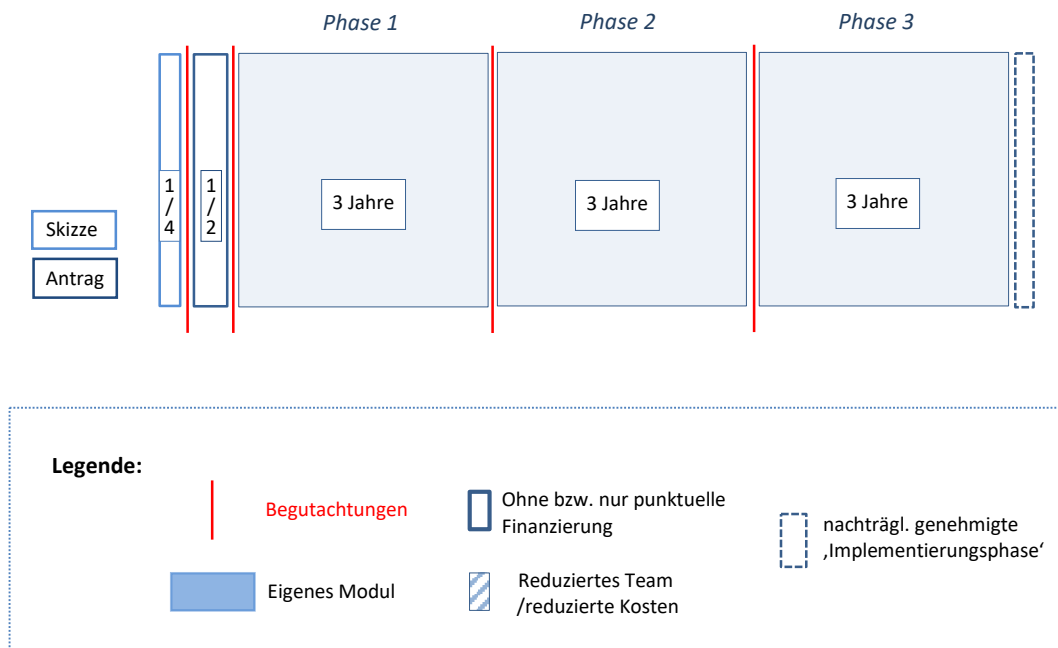 Phase 1
Phase 2
Phase 3
1
/
4
1
/
2
3 Jahre
3 Jahre
3 Jahre
Skizze
Antrag
Legende:
Begutachtungen
Ohne bzw. nur punktuelle
Finanzierung
nachträgl. genehmigte
‚Implementierungsphase‘
Eigenes Modul
Reduziertes Team
/reduzierte Kosten